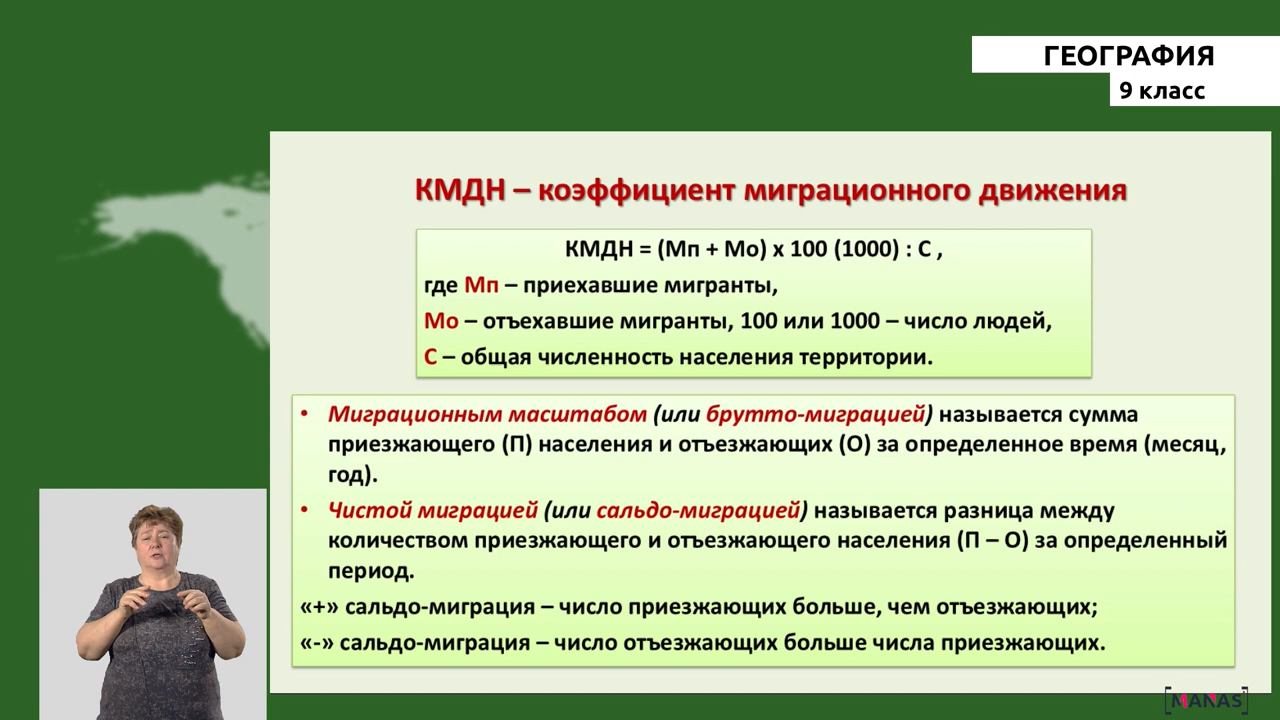 ГЕОГРАФИЯ
9 класс
КМДН – коэффициент миграционного движения
КМДН = (Мп + Мо) х 100 (1000) : С ,
где Мп – приехавшие мигранты,
Мо – отъехавшие мигранты, 100 или 1000 – число людей,
С – общая численность населения территории.
• Миграционным масштабом (или брутто-миграцией) называется сумма
приезжающего (П) населения и отъезжающих (О) за определенное время (месяц,
год).
• Чистой миграцией (или сальдо-миграцией) называется разница между
количеством приезжающего и отъезжающего населения (П – О) за определенный
период.
«+» сальдо-миграция – число приезжающих больше, чем отъезжающих;
«-» сальдо-миграция – число отъезжающих больше числа приезжающих.
[MANAS]